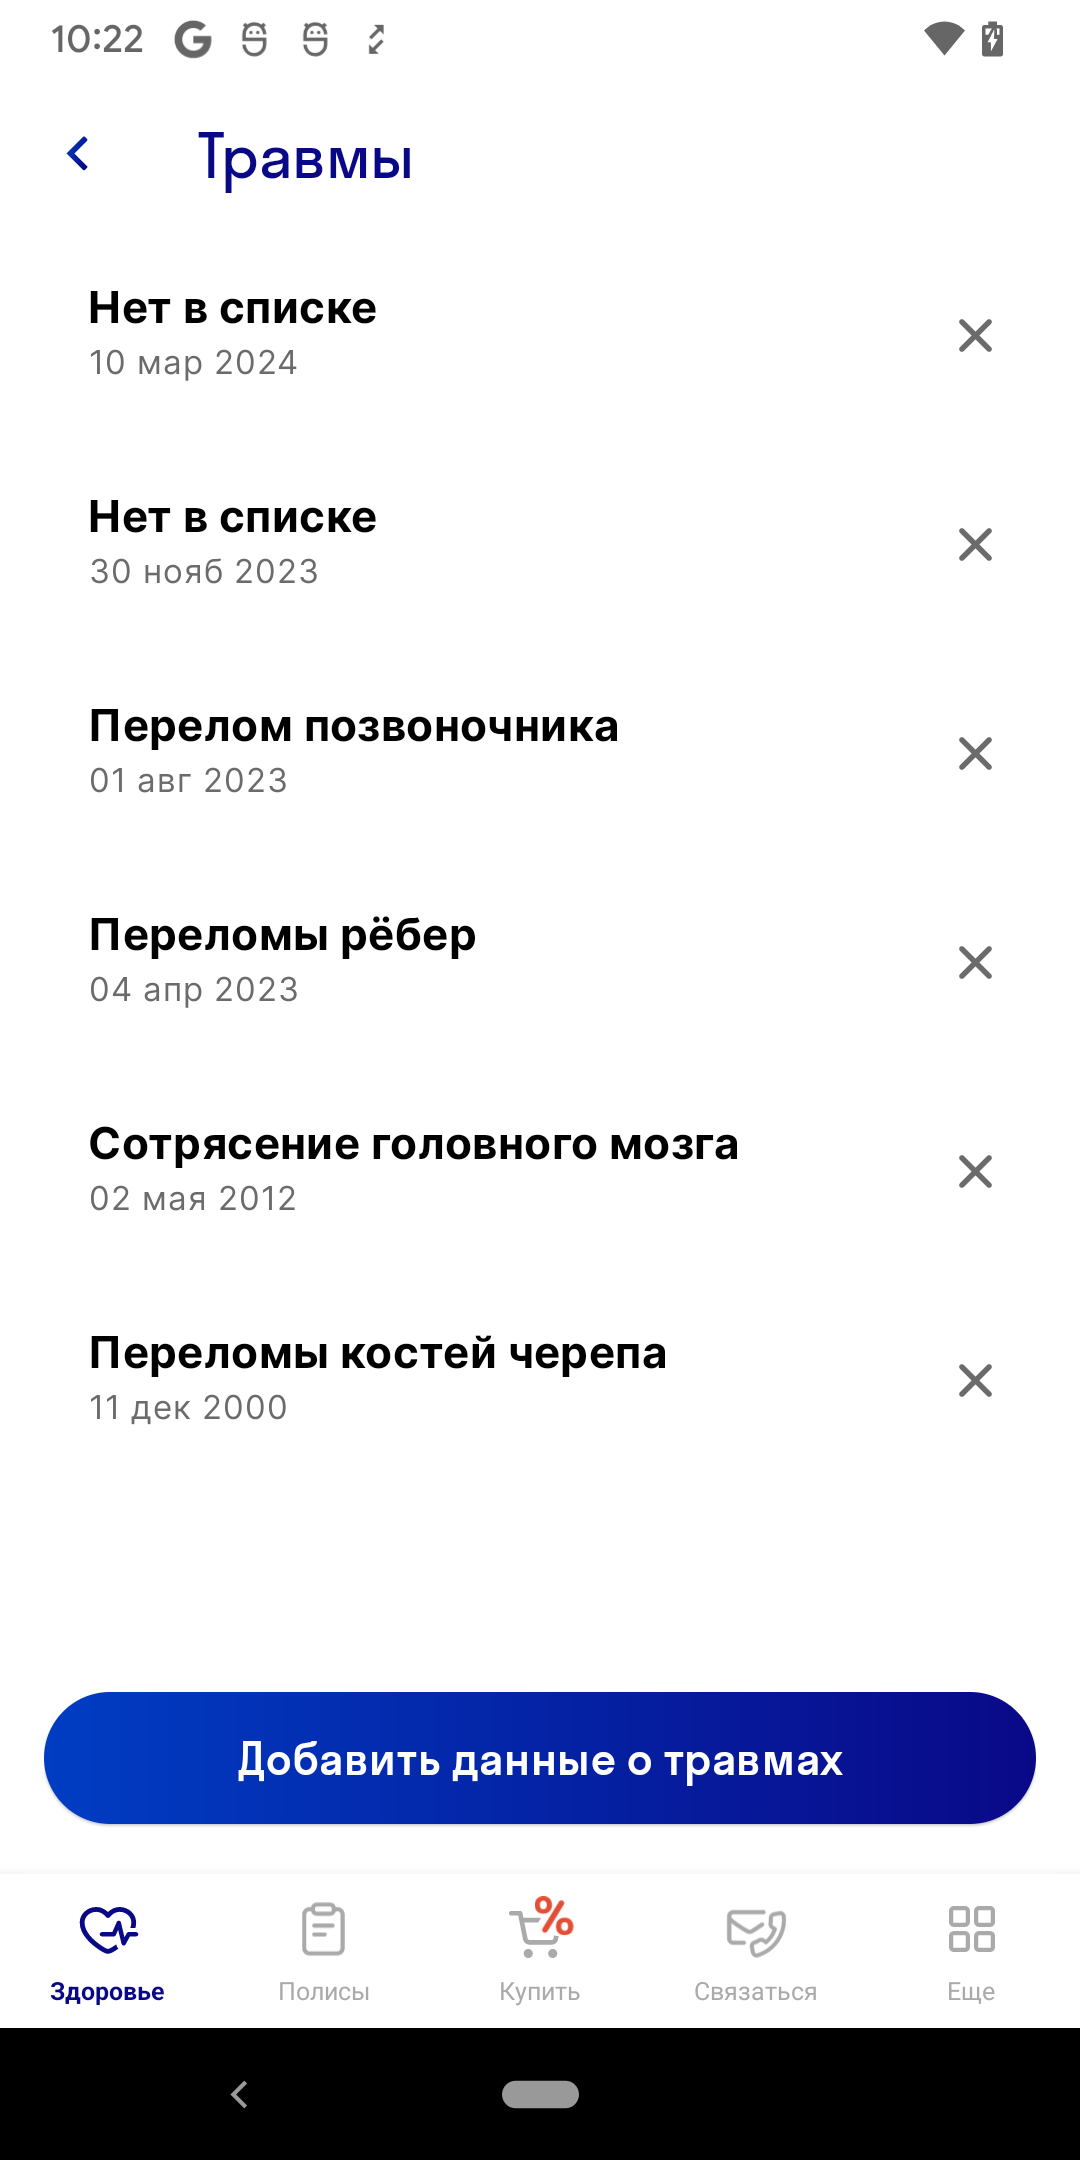 10:22
Травмы
Нет в списке
10 мар 2024
Нет в списке
30 нояб 2023
Перелом позвоночника
01 авг 2023
Переломы рёбер
04 апр 2023
Сотрясение головного мозга
02 мая 2012
Переломы костей черепа
11 дек 2000
Добавить данные о травмах
%
Здоровье
Полисы
Купить
Связаться
Еще